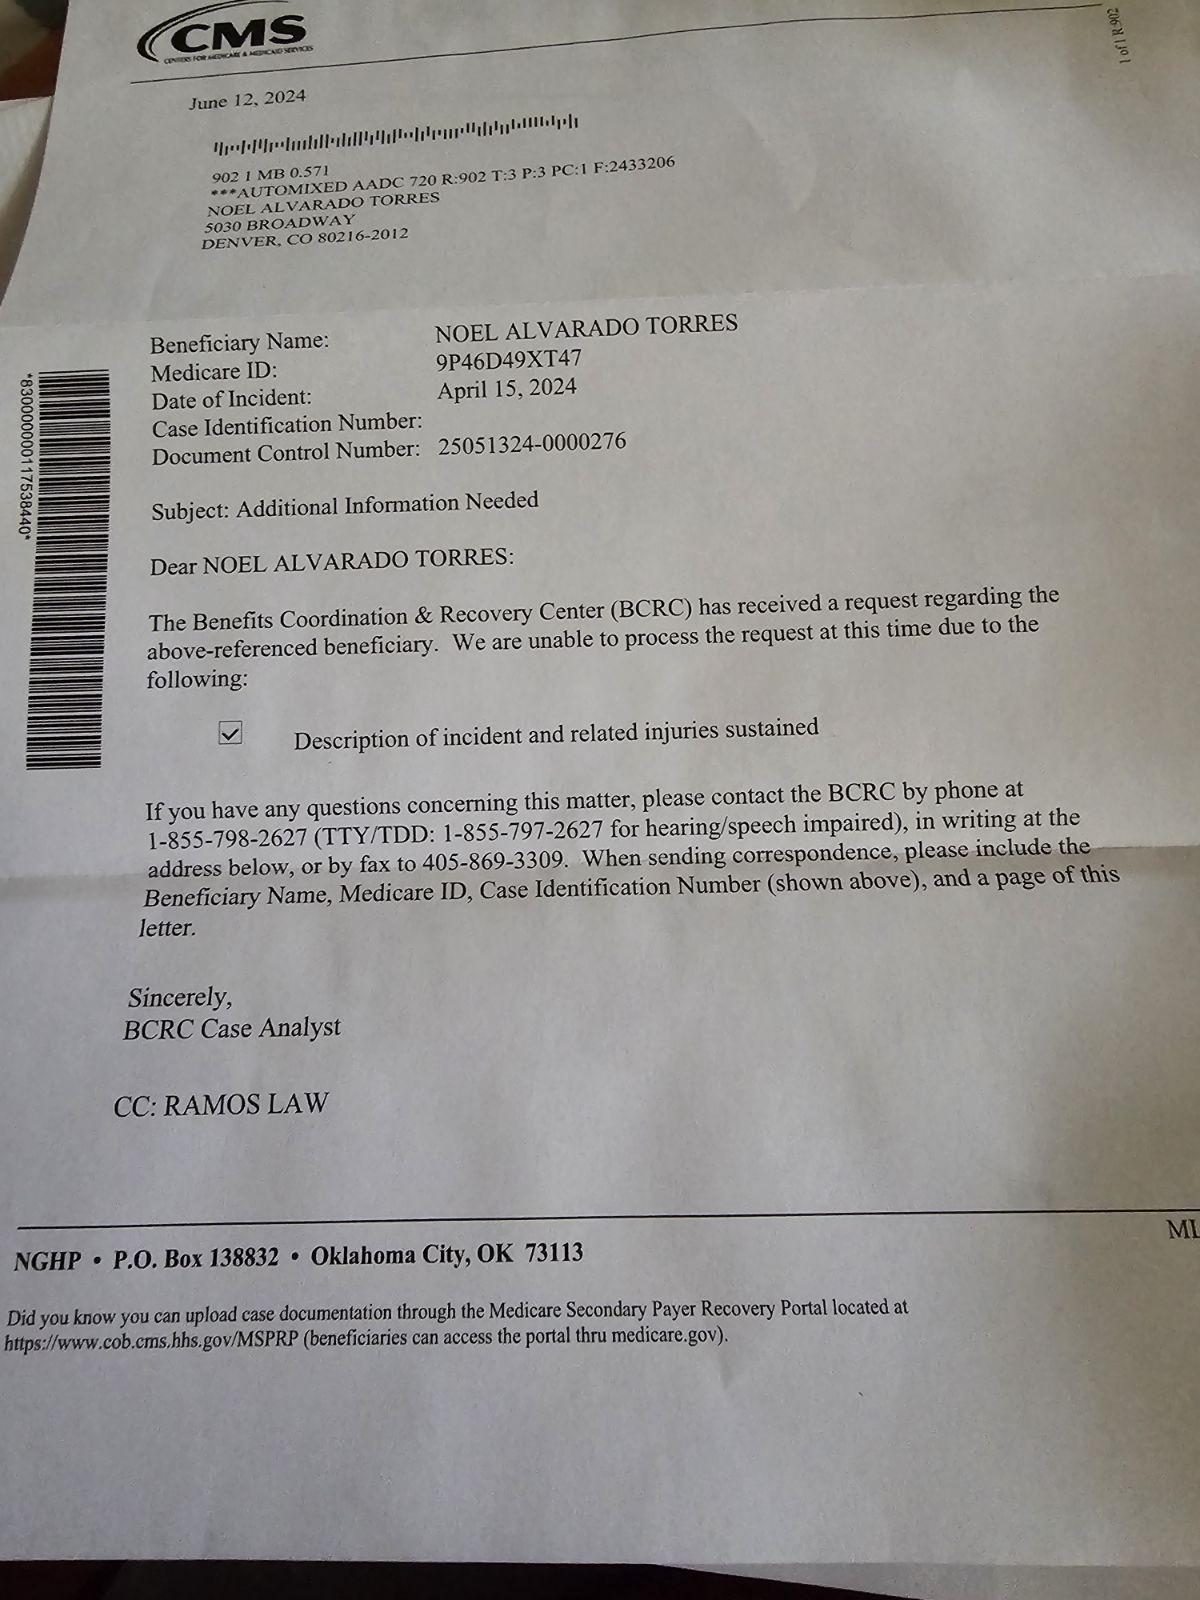 CMS
CENTERS FOR MEDICARE & MEDICAID SERVICES
1 of 1 R 902
June 12, 2024
902 1 MB 0.571
***AUTOMIXED AADC 720 R:902 T:3 P:3 PC:1 F:2433206
NOEL ALVARADO TORRES
5030 BROADWAY
DENVER, CO 80216-2012
*830000000117538440*
Beneficiary Name: NOEL ALVARADO TORRES
Medicare ID: 9P46D49XT47
Date of Incident: April 15, 2024
Case Identification Number:
Document Control Number: 25051324-0000276
Subject: Additional Information Needed
Dear NOEL ALVARADO TORRES:
The Benefits Coordination & Recovery Center (BCRC) has received a request regarding the
above-referenced beneficiary. We are unable to process the request at this time due to the
following:
Description of incident and related injuries sustained
If you have any questions concerning this matter, please contact the BCRC by phone at
1-855-798-2627 (TTY/TDD: 1-855-797-2627 for hearing/speech impaired), in writing at the
address below, or by fax to 405-869-3309. When sending correspondence, please include the
Beneficiary Name, Medicare ID, Case Identification Number (shown above), and a page of this
letter.
Sincerely,
BCRC Case Analyst
CC: RAMOS LAW
NGHP • P.O. Box 138832 • Oklahoma City, OK 73113
Did you know you can upload case documentation through the Medicare Secondary Payer Recovery Portal located at
https://www.cob.cms.hhs.gov/MSPRP (beneficiaries can access the portal thru medicare.gov).